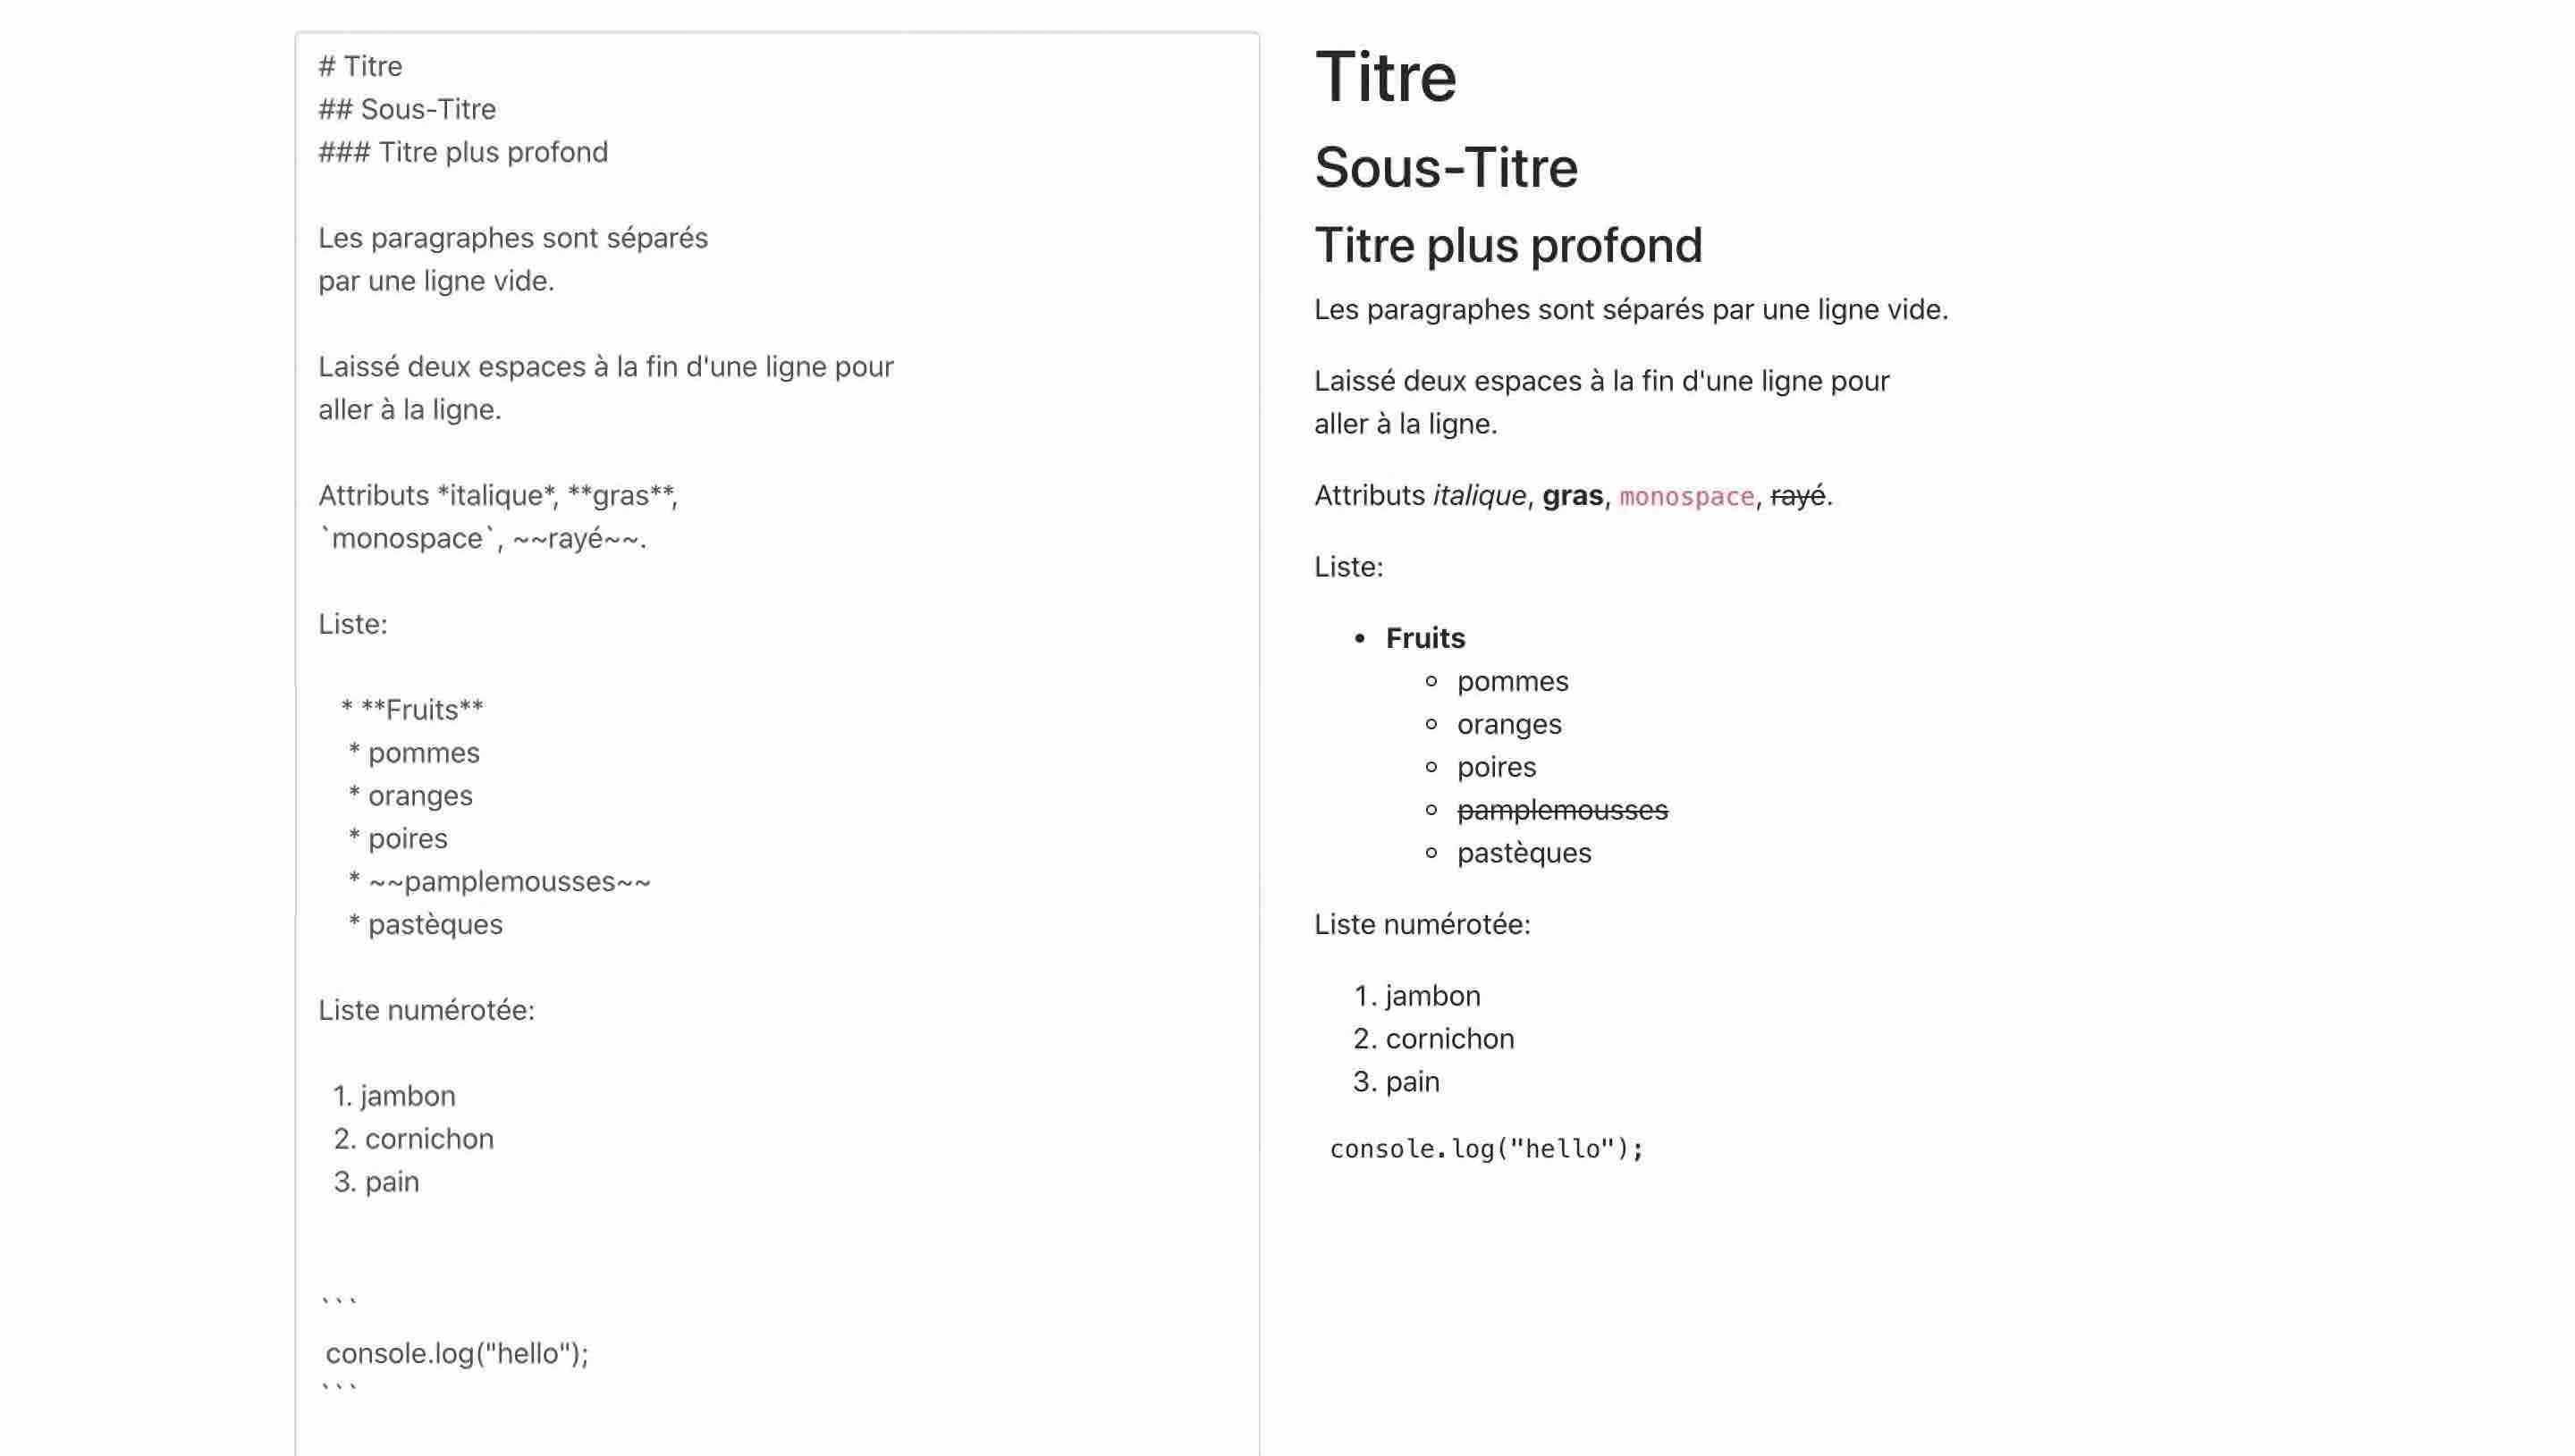 # Titre
## Sous-Titre
### Titre plus profond
Les paragraphes sont séparés
par une ligne vide.
Laissé deux espaces à la fin d'une ligne pour
aller à la ligne.
Attributs *italique*, **gras**,
`monospace`, ~~rayé~~.
Liste:
* **Fruits**
* pommes
* oranges
* poires
* ~~pamplemousses~~
* pastèques
Liste numérotée:
1. jambon
2. cornichon
3. pain
```
console.log("hello");
```
Titre
Sous-Titre
Titre plus profond
Les paragraphes sont séparés par une ligne vide.
Laissé deux espaces à la fin d'une ligne pour
aller à la ligne.
Attributs italique, gras, monospace, rayé.
Liste:
• Fruits
◦ pommes
◦ oranges
◦ poires
◦ pamplemousses
◦ pastèques
Liste numérotée:
1. jambon
2. cornichon
3. pain
console.log("hello");